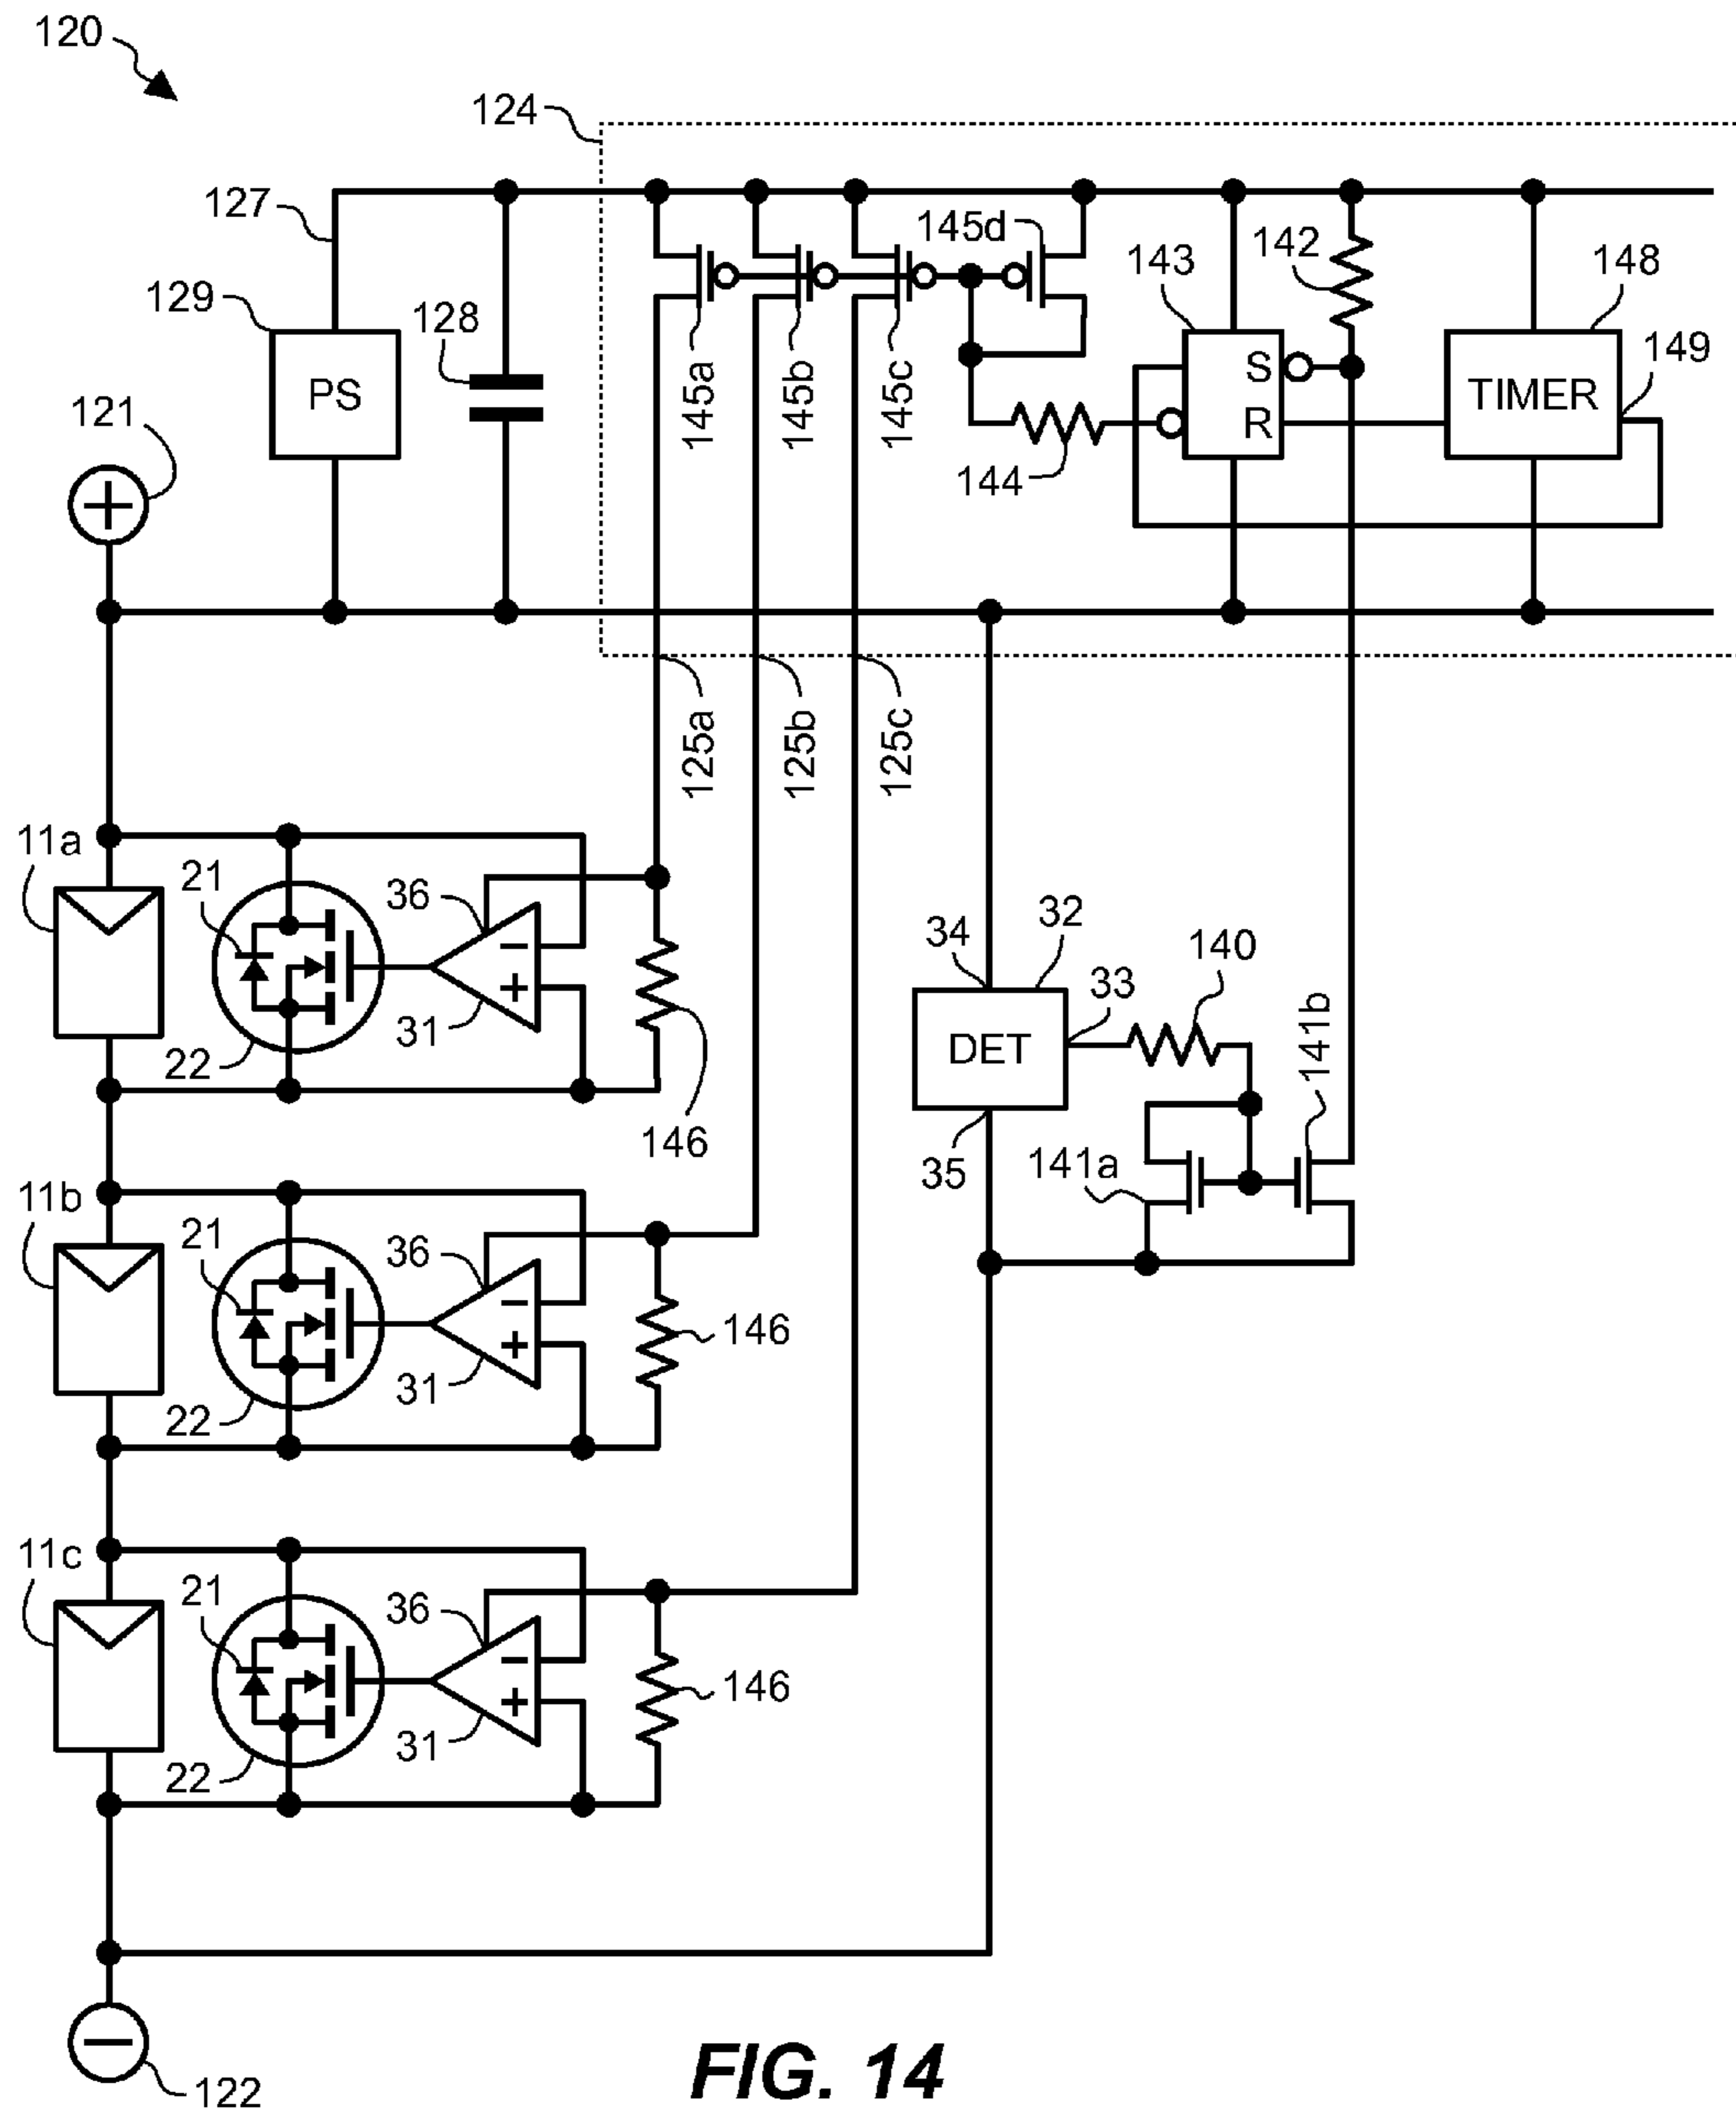 120
124
127
145d
142
143
148
129
128
149
PS
S
R
TIMER
121
+
145a
145b
145c
144
125a
125b
125c
11a
21
36
−
+
31
22
146
34
32
33
140
DET
35
141a
141b
11b
21
36
−
+
31
22
146
11c
21
36
−
+
31
22
146
−
122
FIG. 14